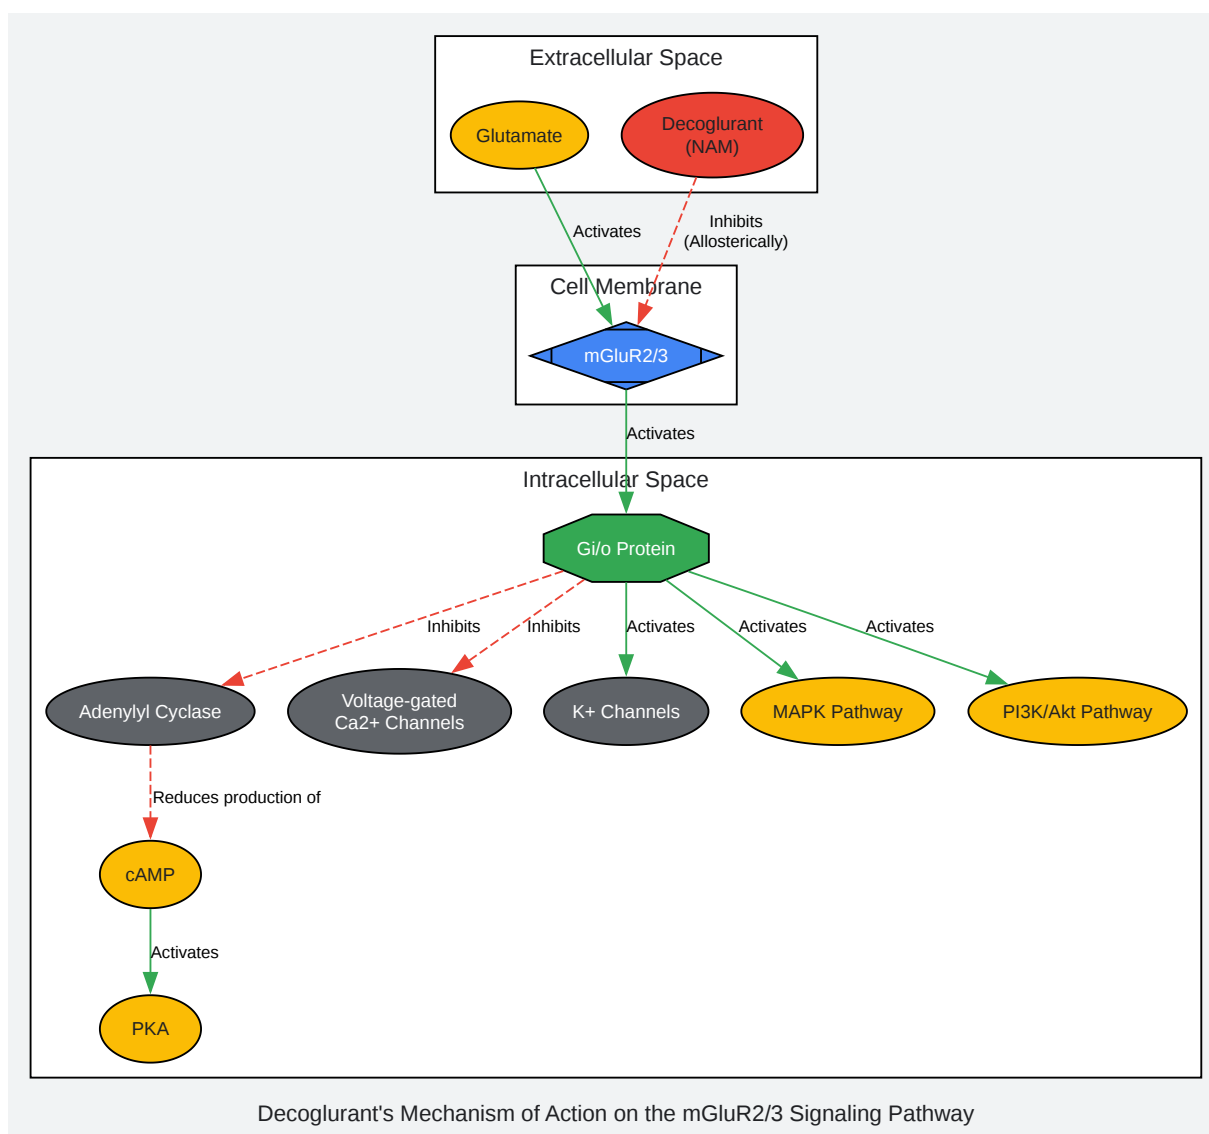 Extracellular Space
Glutamate
Decoglurant
(NAM)
Activates
Inhibits
(Allosterically)
Cell Membrane
mGluR2/3
Activates
Intracellular Space
Gi/o Protein
Inhibits
Inhibits
Activates
Activates
Activates
Adenylyl Cyclase
Voltage-gated
Ca2+ Channels
K+ Channels
MAPK Pathway
PI3K/Akt Pathway
Reduces production of
cAMP
Activates
PKA
Decoglurant's Mechanism of Action on the mGluR2/3 Signaling Pathway